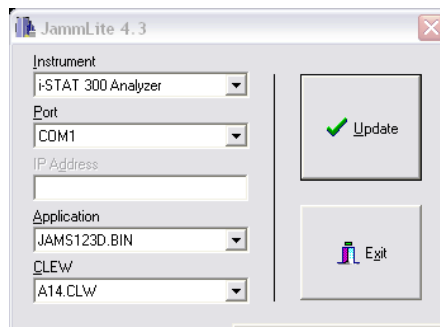 JammLite 4.3
Instrument
i-STAT 300 Analyzer
Port
COM1
Update
IP Address
Application
JAMS123D.BIN
Exit
CLEW
A14.CLW